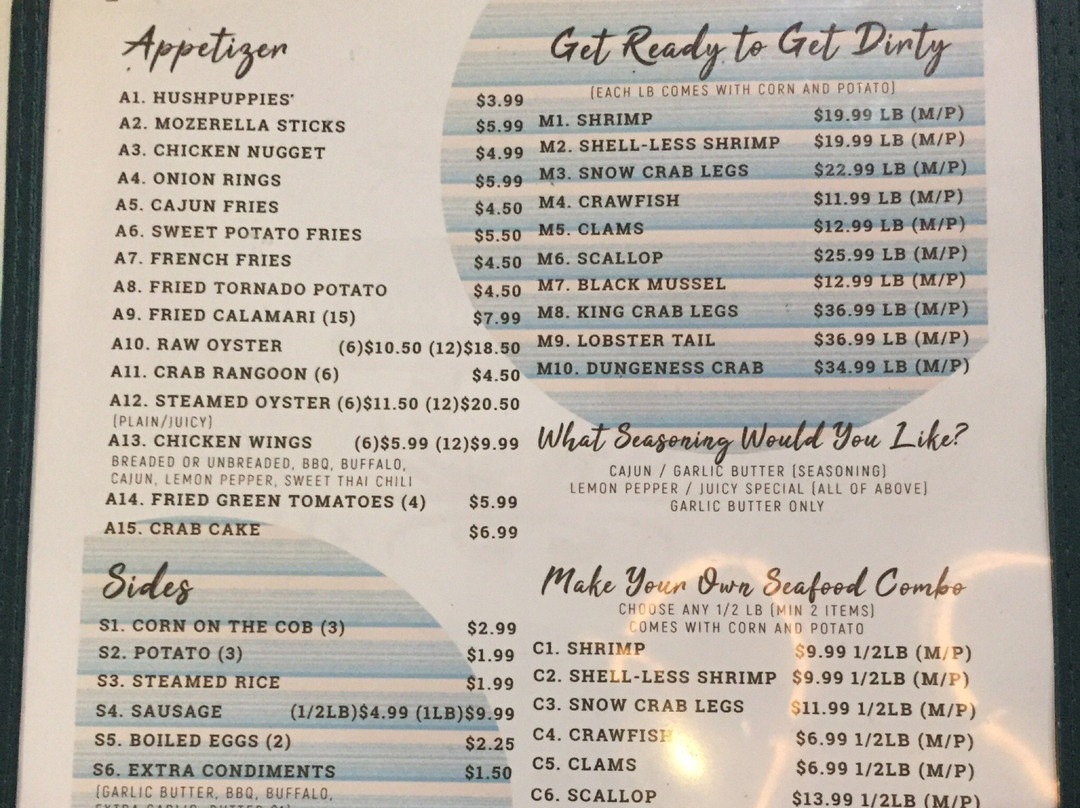 Appetizer
A1. HUSHPUPPIES' $3.99
A2. MOZERELLA STICKS $5.99
A3. CHICKEN NUGGET $4.99
A4. ONION RINGS $5.99
A5. CAJUN FRIES $4.50
A6. SWEET POTATO FRIES $5.50
A7. FRENCH FRIES $4.50
A8. FRIED TORNADO POTATO $4.50
A9. FRIED CALAMARI (15) $7.99
A10. RAW OYSTER (6)$10.50 (12)$18.50
A11. CRAB RANGOON (6) $4.50
A12. STEAMED OYSTER (6)$11.50 (12)$20.50
(PLAIN/JUICY)
A13. CHICKEN WINGS (6)$5.99 (12)$9.99
BREADED OR UNBREADED, BBQ, BUFFALO,
CAJUN, LEMON PEPPER, SWEET THAI CHILI
A14. FRIED GREEN TOMATOES (4) $5.99
A15. CRAB CAKE $6.99
Sides
S1. CORN ON THE COB (3) $2.99
S2. POTATO (3) $1.99
S3. STEAMED RICE $1.99
S4. SAUSAGE (1/2LB)$4.99 (1LB)$9.99
S5. BOILED EGGS (2) $2.25
S6. EXTRA CONDIMENTS $1.50
(GARLIC BUTTER, BBQ, BUFFALO,
Get Ready to Get Dirty
(EACH LB COMES WITH CORN AND POTATO)
M1. SHRIMP $19.99 LB (M/P)
M2. SHELL-LESS SHRIMP $19.99 LB (M/P)
M3. SNOW CRAB LEGS $22.99 LB (M/P)
M4. CRAWFISH $11.99 LB (M/P)
M5. CLAMS $12.99 LB (M/P)
M6. SCALLOP $25.99 LB (M/P)
M7. BLACK MUSSEL $12.99 LB (M/P)
M8. KING CRAB LEGS $36.99 LB (M/P)
M9. LOBSTER TAIL $36.99 LB (M/P)
M10. DUNGENESS CRAB $34.99 LB (M/P)
What Seasoning Would You Like?
CAJUN / GARLIC BUTTER (SEASONING)
LEMON PEPPER / JUICY SPECIAL (ALL OF ABOVE)
GARLIC BUTTER ONLY
Make Your Own Seafood Combo
CHOOSE ANY 1/2 LB (MIN 2 ITEMS)
COMES WITH CORN AND POTATO
C1. SHRIMP $9.99 1/2LB (M/P)
C2. SHELL-LESS SHRIMP $9.99 1/2LB (M/P)
C3. SNOW CRAB LEGS $11.99 1/2LB (M/P)
C4. CRAWFISH $6.99 1/2LB (M/P)
C5. CLAMS $6.99 1/2LB (M/P)
C6. SCALLOP $13.99 1/2LB (M/P)